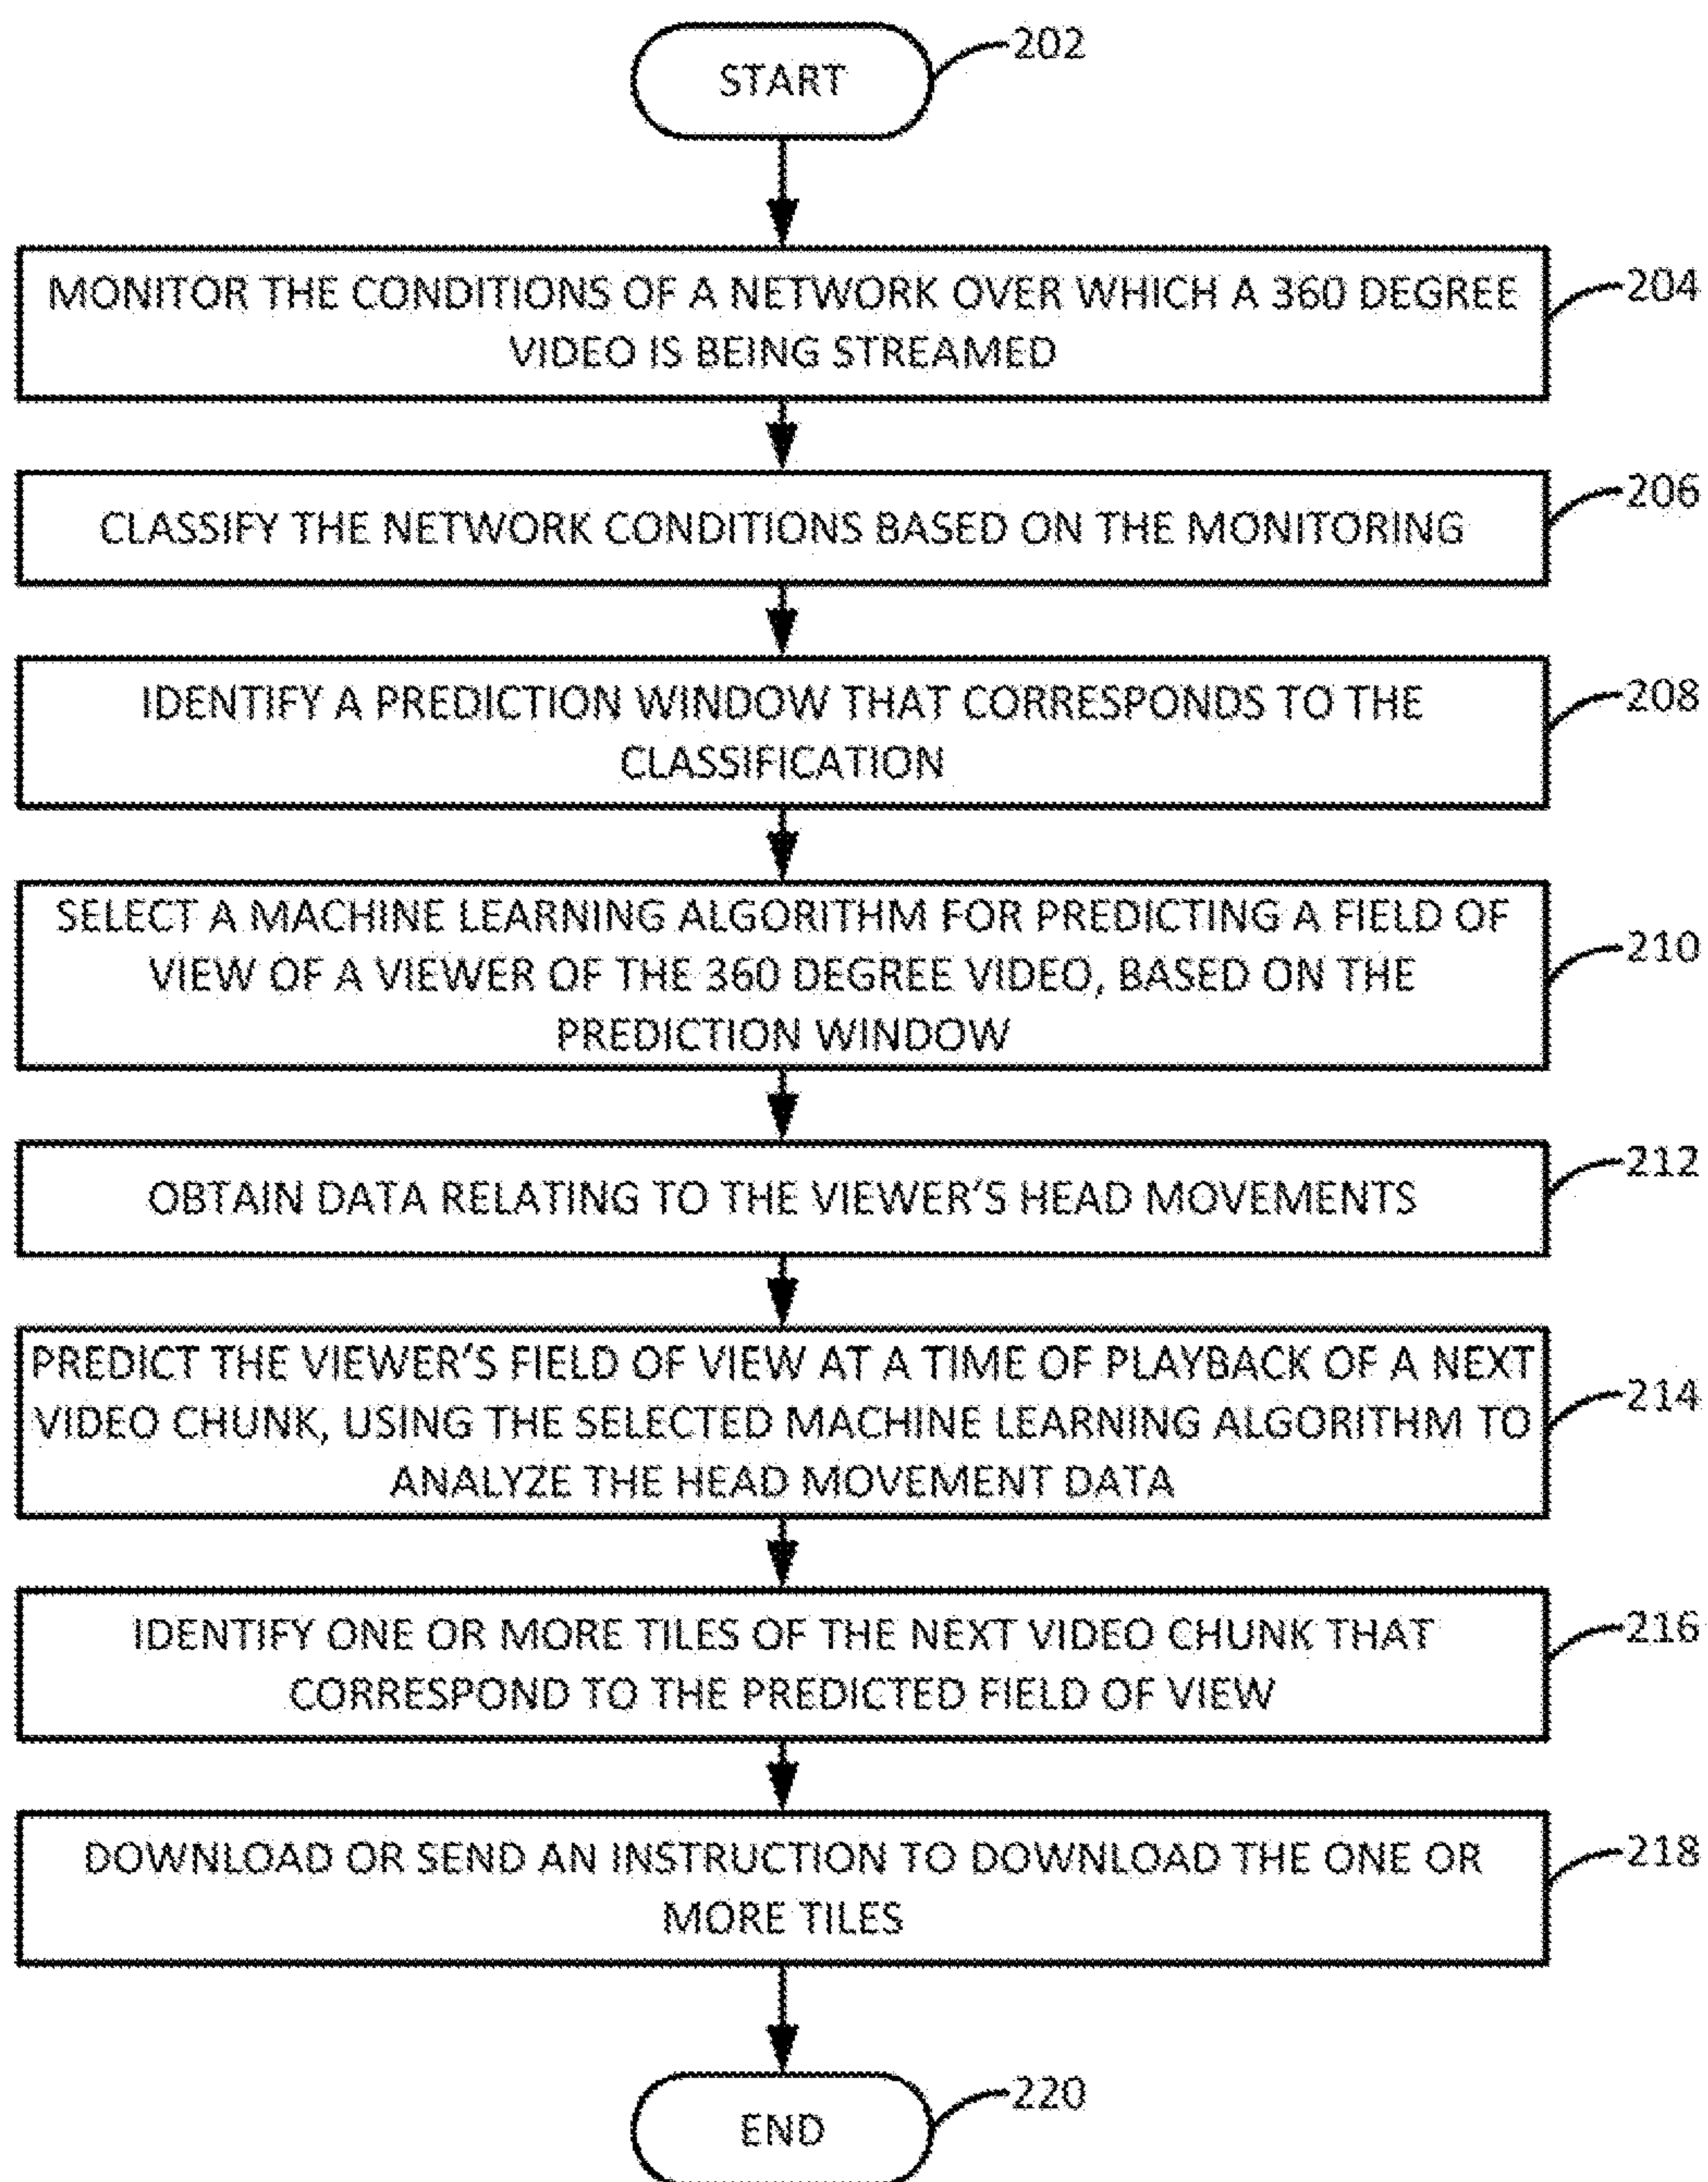 START
202
MONITOR THE CONDITIONS OF A NETWORK OVER WHICH A 360 DEGREE
VIDEO IS BEING STREAMED
204
CLASSIFY THE NETWORK CONDITIONS BASED ON THE MONITORING
206
IDENTIFY A PREDICTION WINDOW THAT CORRESPONDS TO THE
CLASSIFICATION
208
SELECT A MACHINE LEARNING ALGORITHM FOR PREDICTING A FIELD OF
VIEW OF A VIEWER OF THE 360 DEGREE VIDEO, BASED ON THE
PREDICTION WINDOW
210
OBTAIN DATA RELATING TO THE VIEWER'S HEAD MOVEMENTS
212
PREDICT THE VIEWER'S FIELD OF VIEW AT A TIME OF PLAYBACK OF A NEXT
VIDEO CHUNK, USING THE SELECTED MACHINE LEARNING ALGORITHM TO
ANALYZE THE HEAD MOVEMENT DATA
214
IDENTIFY ONE OR MORE TILES OF THE NEXT VIDEO CHUNK THAT
CORRESPOND TO THE PREDICTED FIELD OF VIEW
216
DOWNLOAD OR SEND AN INSTRUCTION TO DOWNLOAD THE ONE OR
MORE TILES
218
END
220